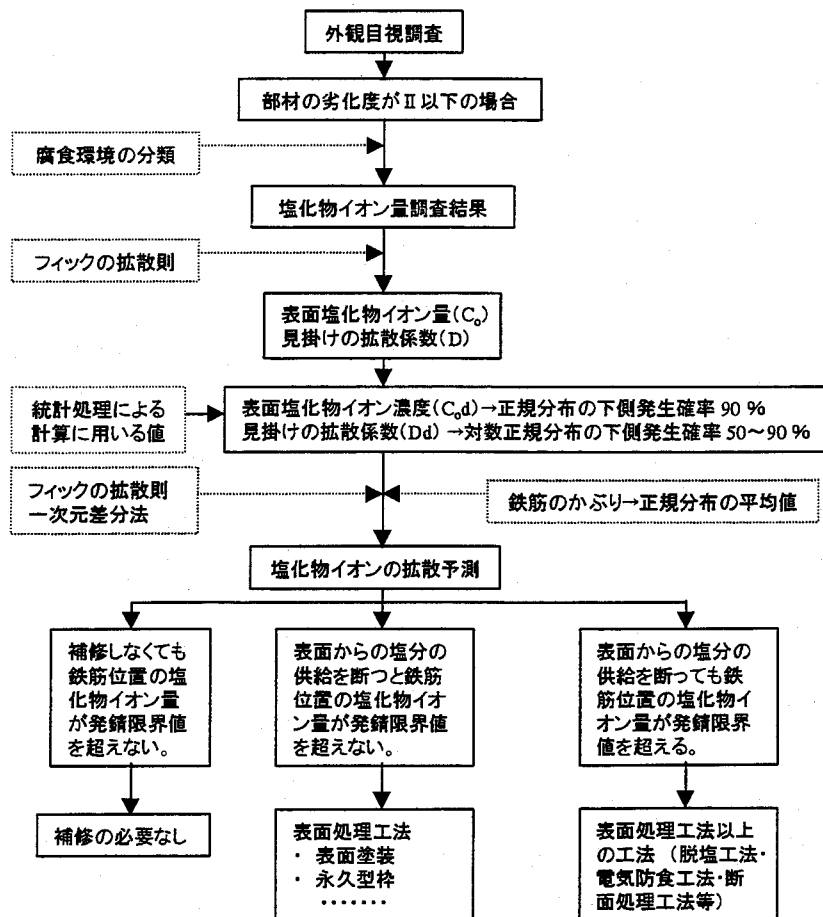 外観目視調査
部材の劣化度がⅡ以下の場合
腐食環境の分類
塩化物イオン量調査結果
フィックの拡散則
表面塩化物イオン量(C₀)
見掛けの拡散係数(D)
統計処理による
計算に用いる値
表面塩化物イオン濃度(C₀d)→正規分布の下側発生確率 90 %
見掛けの拡散係数(Dd) →対数正規分布の下側発生確率 50～90 %
フィックの拡散則
一次元差分法
鉄筋のかぶり→正規分布の平均値
塩化物イオンの拡散予測
補修しなくても
鉄筋位置の塩
化物イオン量
が発錆限界値
を超えない。
表面からの塩分の
供給を断つと鉄筋
位置の塩化物イオ
ン量が発錆限界値
を超えない。
表面からの塩分の
供給を断っても鉄
筋位置の塩化物イ
オン量が発錆限界
値を超える。
補修の必要なし
表面処理工法
・ 表面塗装
・ 永久型枠
・・・・・・・
表面処理工法以上
の工法 （脱塩工法・
電気防食工法・断
面処理工法等）